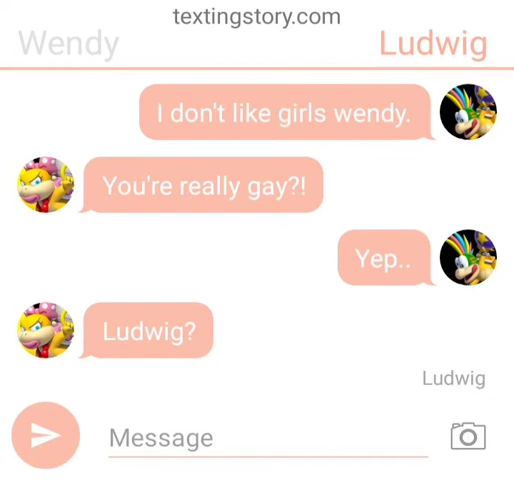 textingstory.com
Wendy
Ludwig
I don't like girls wendy.
You're really gay?!
Yep..
Ludwig?
Ludwig
Message